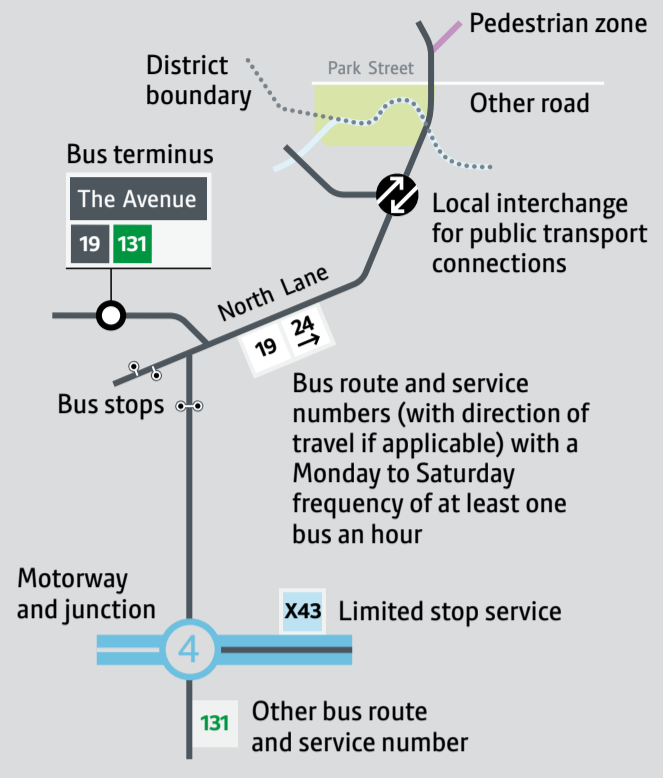 Pedestrian zone
District
boundary
Park Street
Other road
Bus terminus
The Avenue
19 131
Local interchange
for public transport
connections
North Lane
19 24
Bus stops
Bus route and service
numbers (with direction of
travel if applicable) with a
Monday to Saturday
frequency of at least one
bus an hour
Motorway
and junction
X43 Limited stop service
4
131
Other bus route
and service number